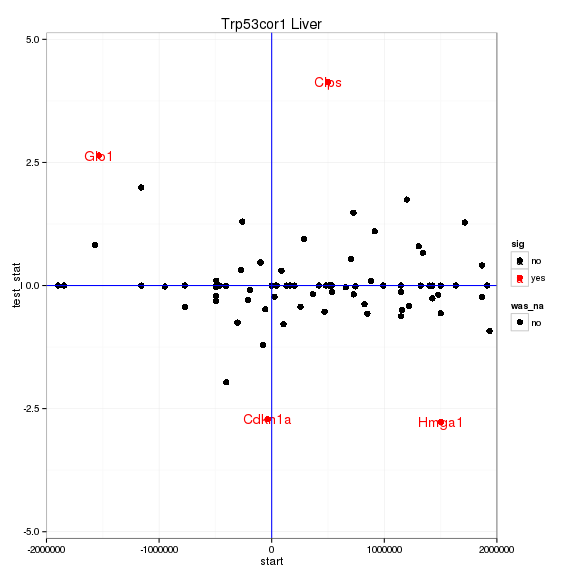 Trp53cor1 Liver
5.0
Clps
2.5
Glo1
0.0
-2.5
Cdkn1a
Hmga1
-5.0
test_stat
-2000000 -1000000 0 1000000 2000000
start
sig
no
yes
was_na
no